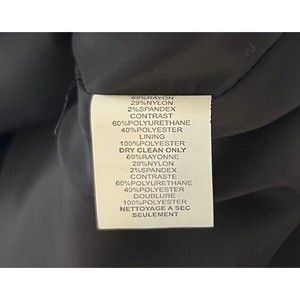 69%RAYON
29%NYLON
2%SPANDEX
CONTRAST
60%POLYURETHANE
40%POLYESTER
LINING
100%POLYESTER
DRY CLEAN ONLY
69%RAYONNE
29%NYLON
2%SPANDEX
CONTRASTE
60%POLYURETHANE
40%POLYESTER
DOUBLURE
100%POLYESTER
NETTOYAGE A SEC
SEULEMENT